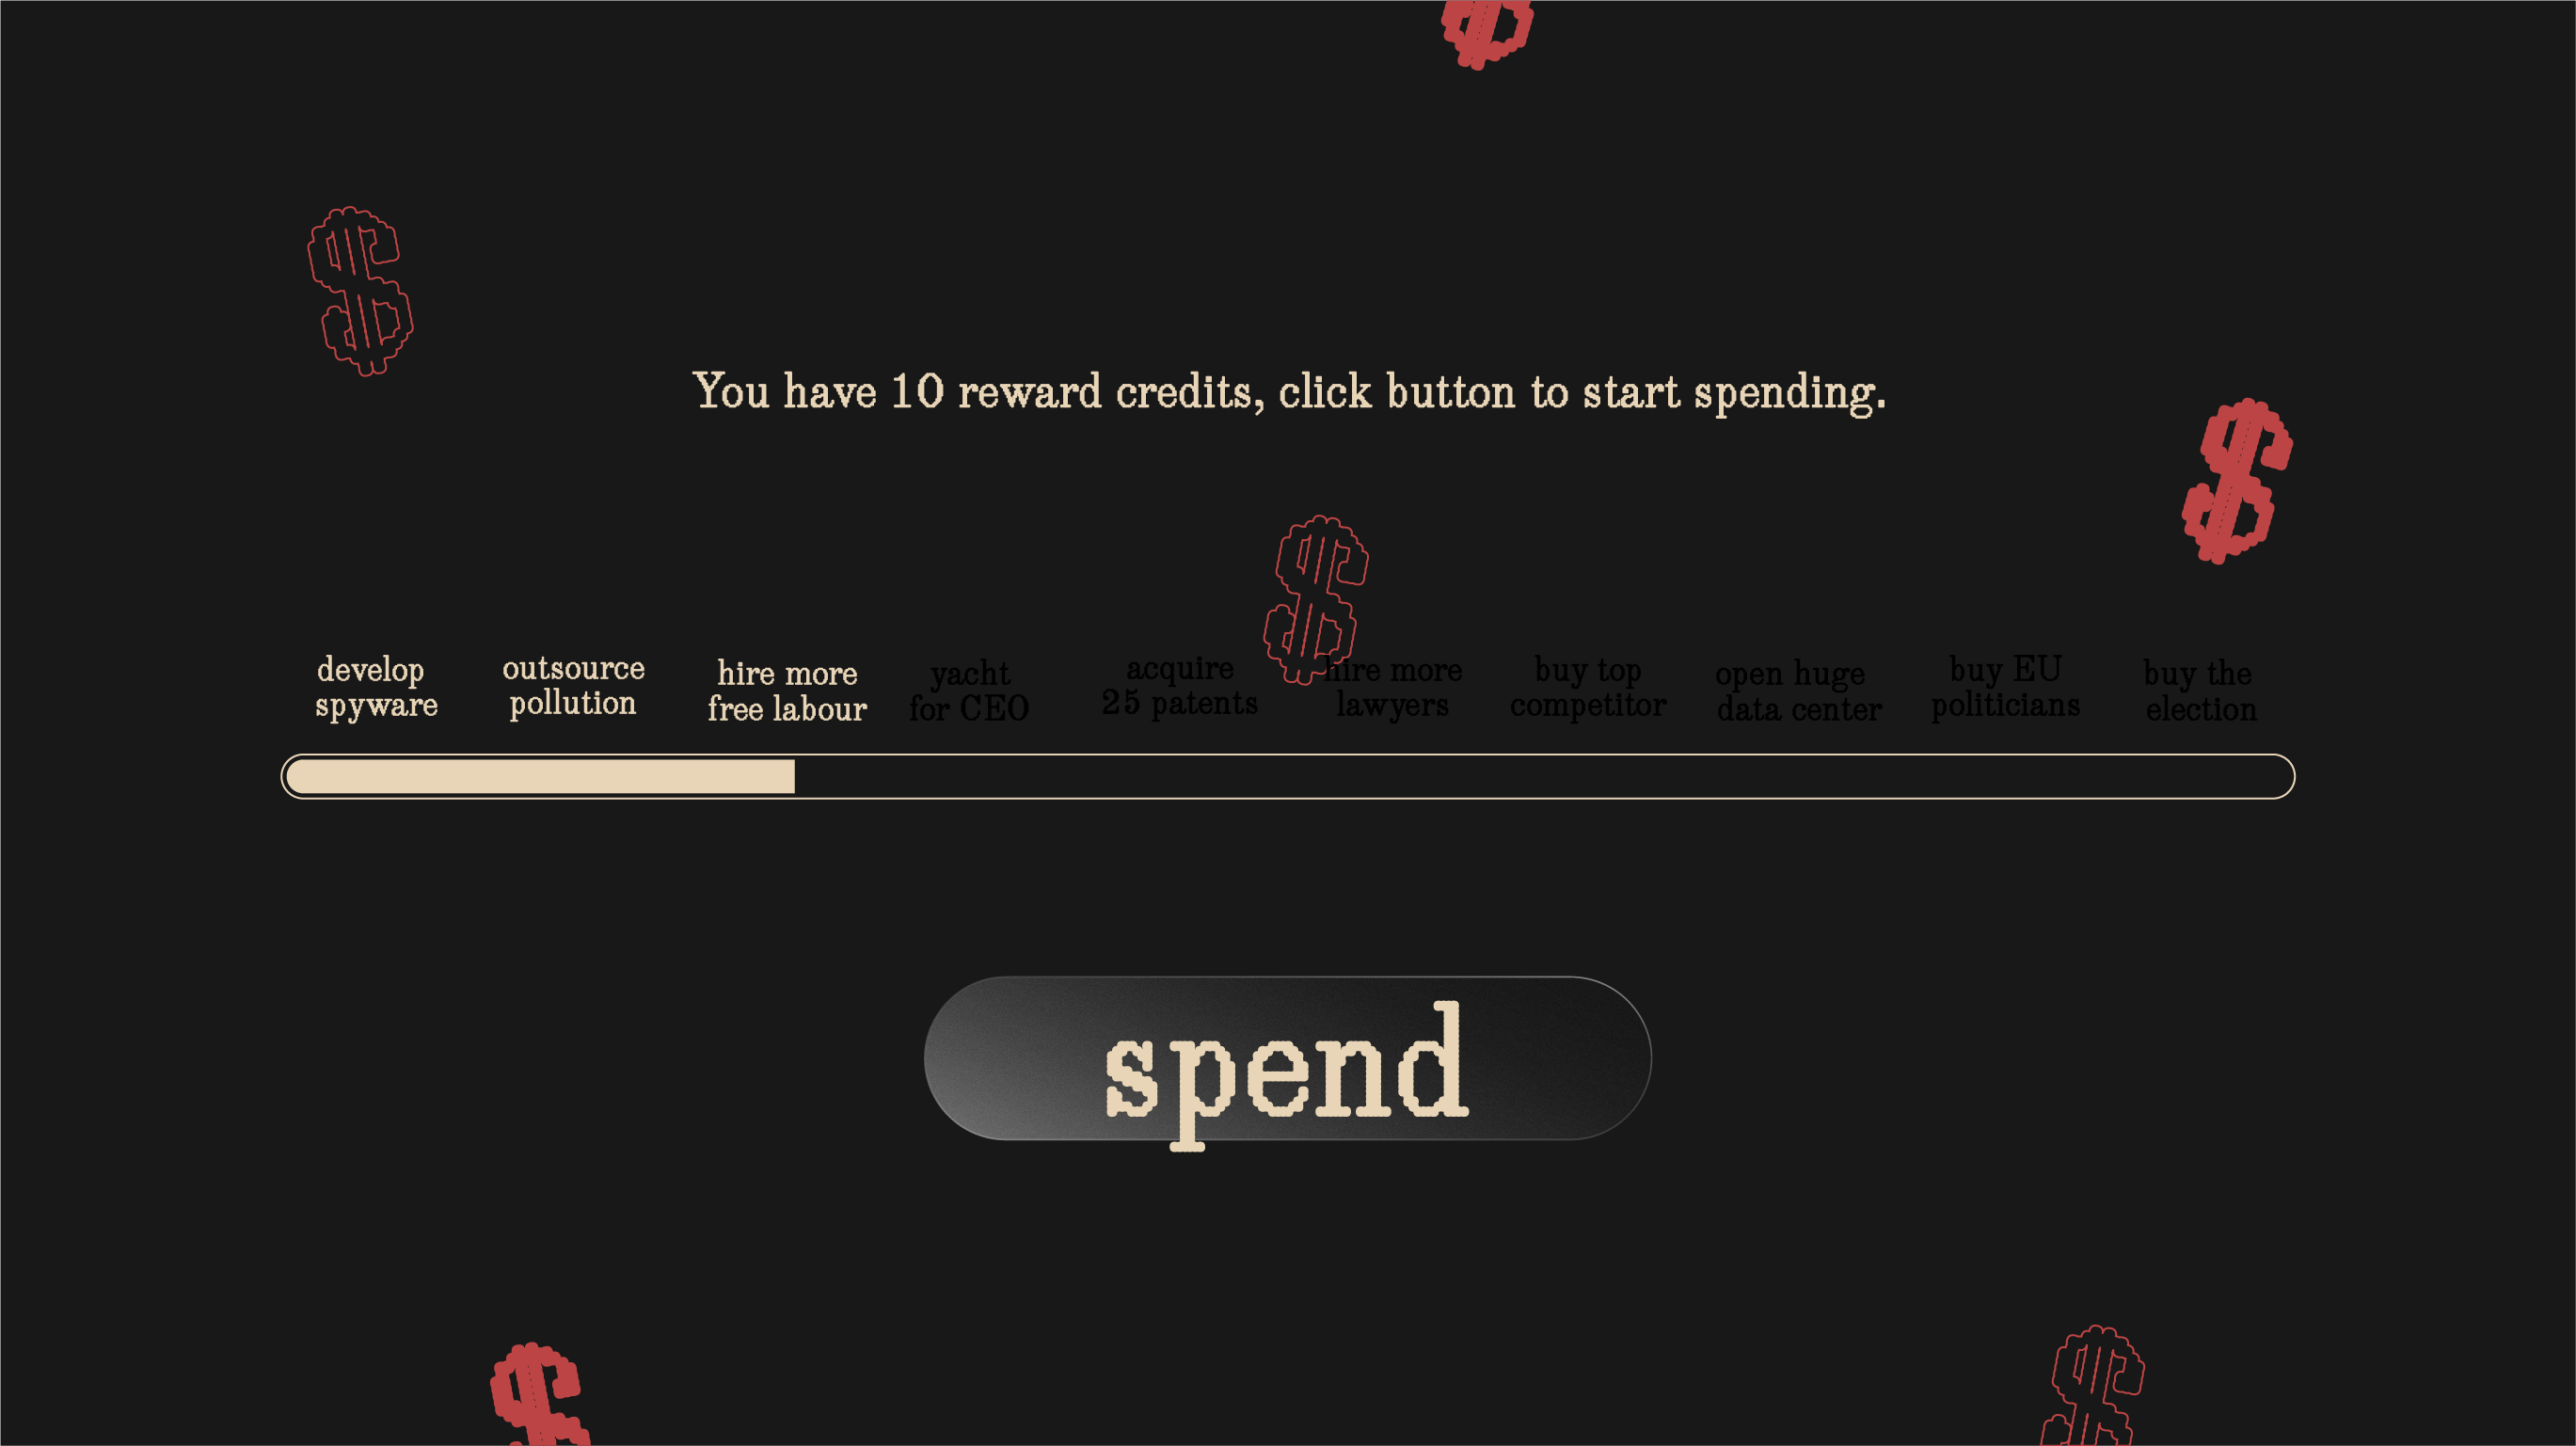 $
$
You have 10 reward credits, click button to start spending.
$
$
develop
spyware
outsource
pollution
hire more
free labour
yacht
for CEO
acquire
25 patents
hire more
lawyers
buy top
competitor
open huge
data center
buy EU
politicians
buy the
election
spend
$
$